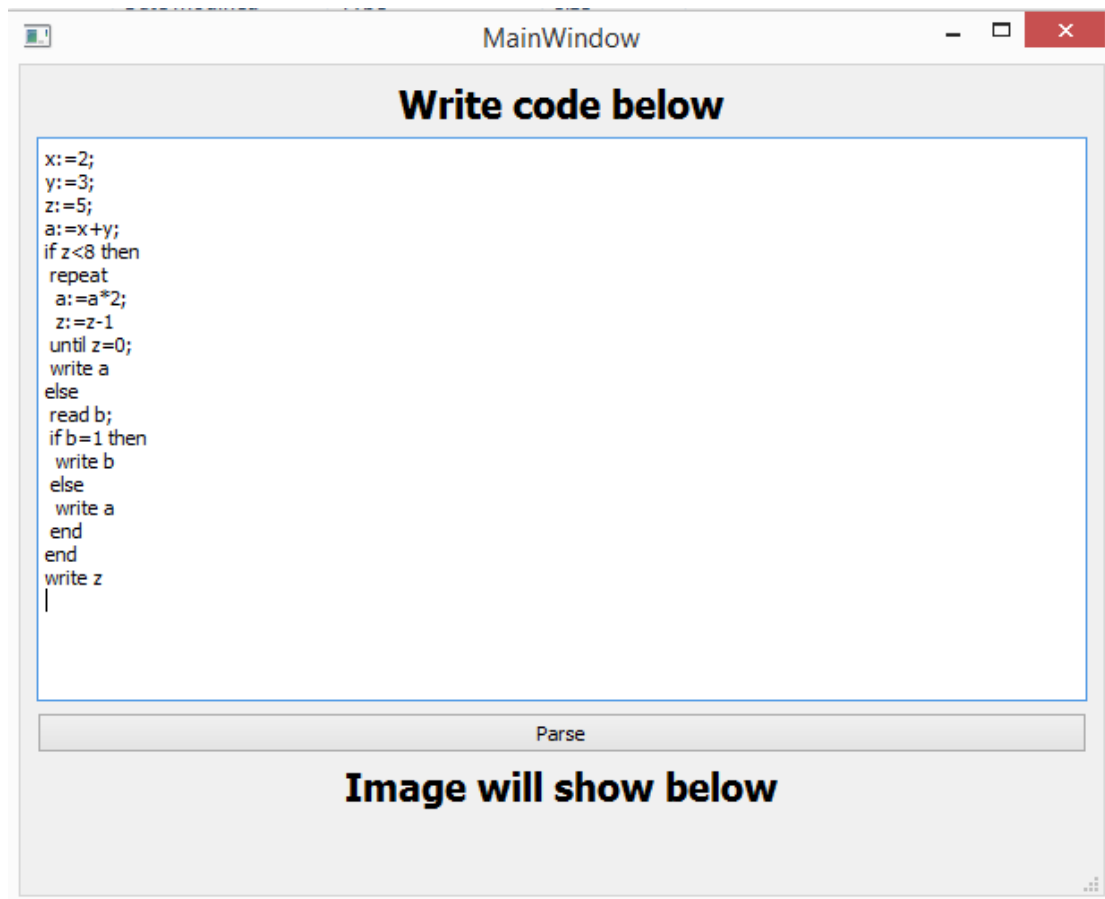 MainWindow
Write code below
x:=2;
y:=3;
z:=5;
a:=x+y;
if z<8 then
repeat
a:=a*2;
z:=z-1
until z=0;
write a
else
read b;
if b=1 then
write b
else
write a
end
end
write z
Parse
Image will show below